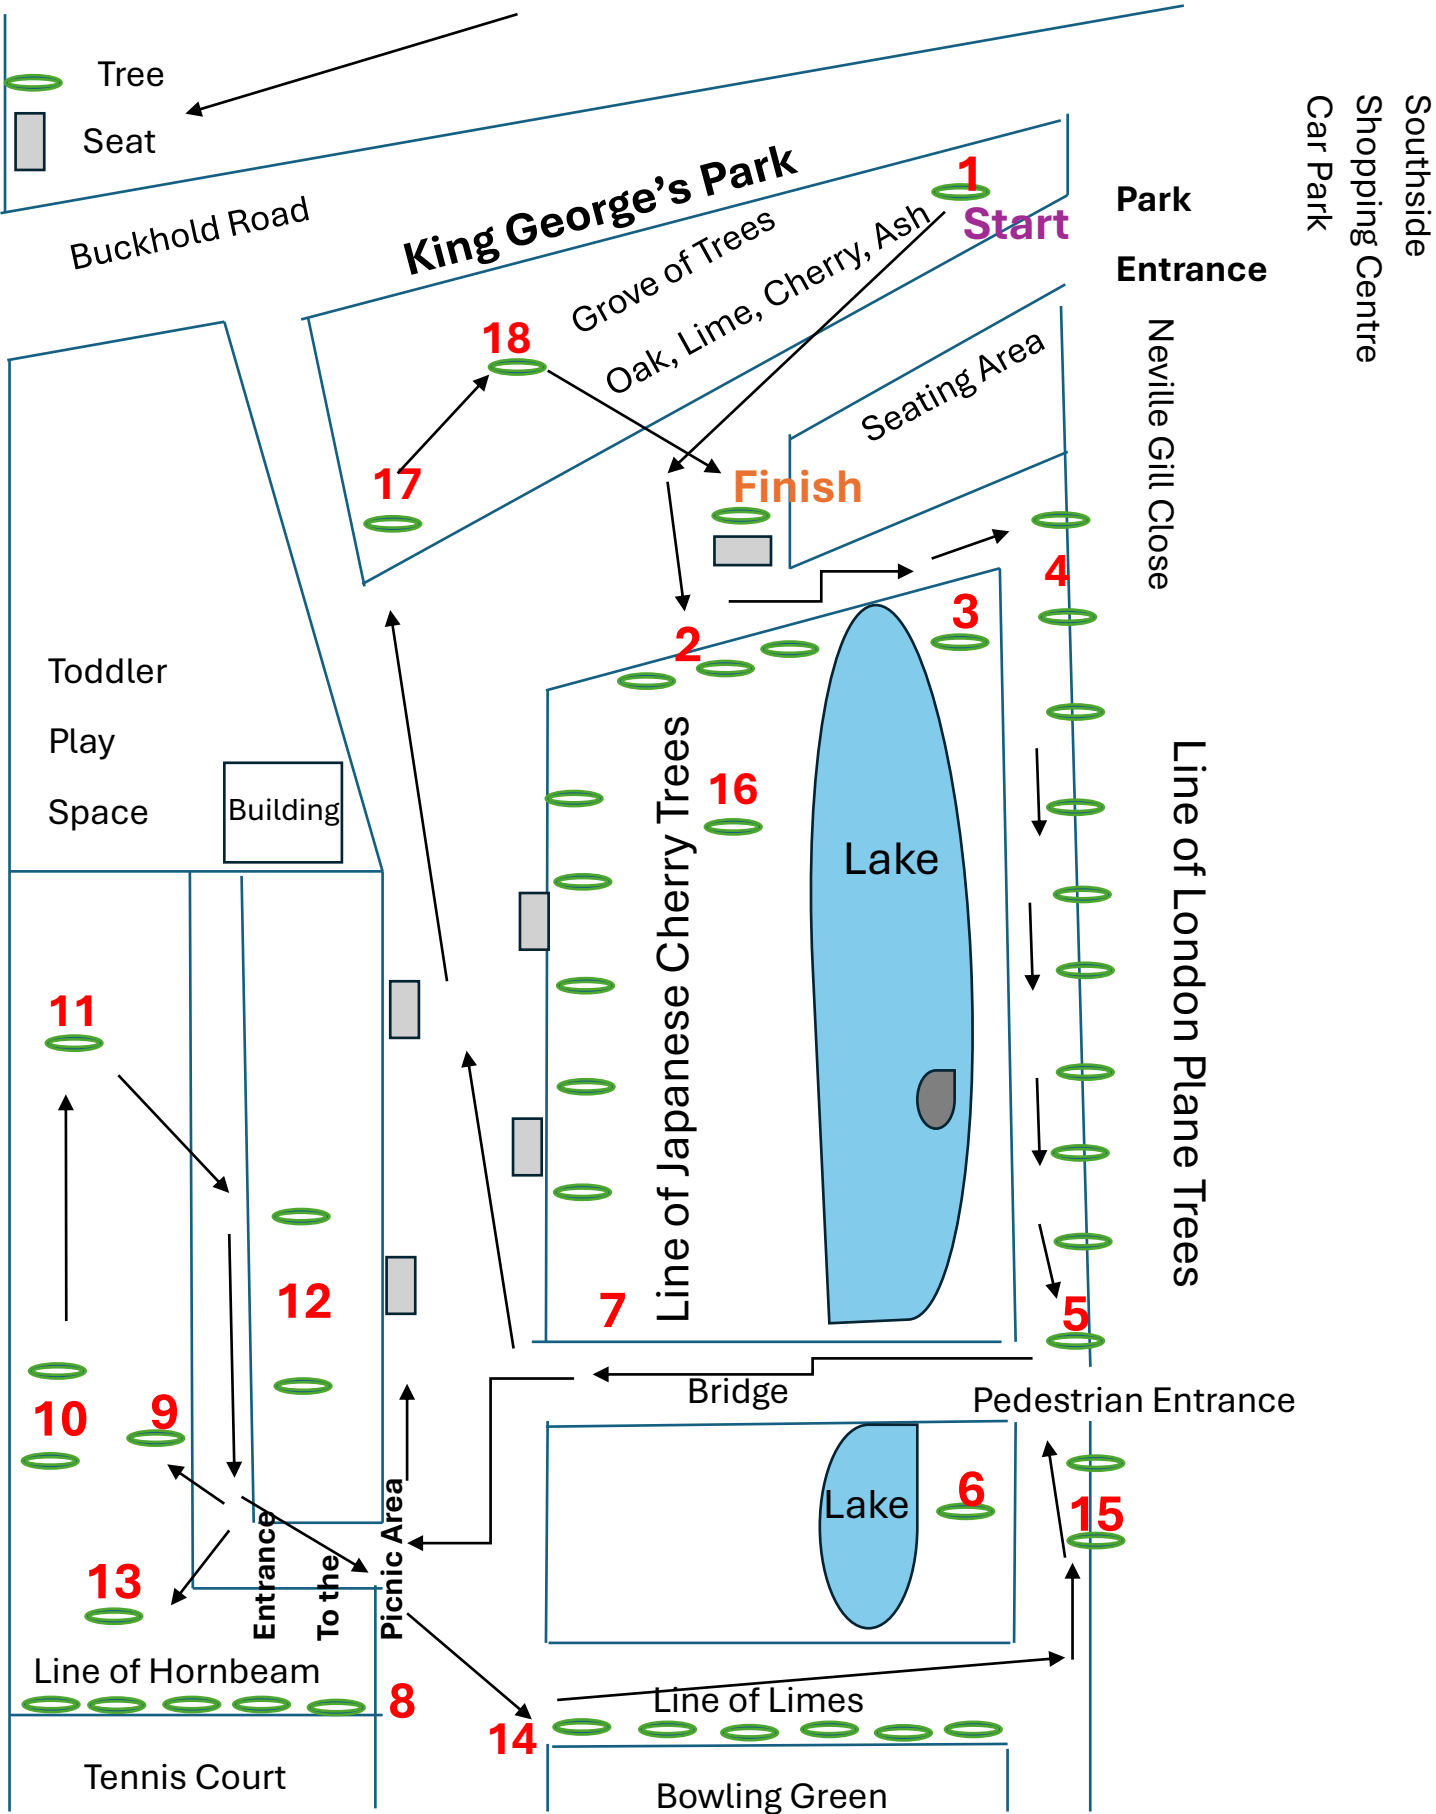 Tree
Seat
Buckhold Road
King George's Park
Grove of Trees
Oak, Lime, Cherry, Ash
1
Start
Park
Entrance
Southside
Shopping Centre
Car Park
Neville Gill Close
Seating Area
18
17
Finish
2
3
4
Toddler
Play
Space
Building
16
Line of Japanese Cherry Trees
Lake
Line of London Plane Trees
11
12
7
5
Bridge
Pedestrian Entrance
10
9
Lake
6
15
13
Entrance
To the
Picnic Area
Line of Hornbeam
8
14
Line of Limes
Tennis Court
Bowling Green